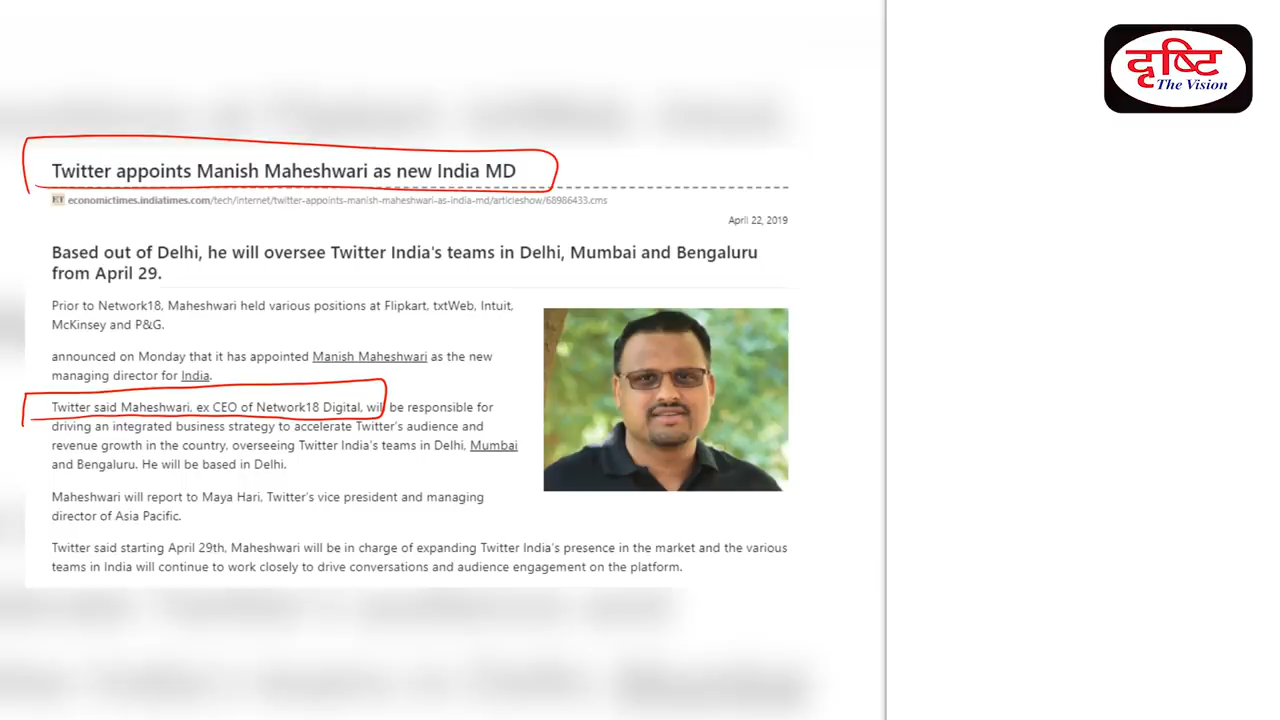 दृष्टि
The Vision
Twitter appoints Manish Maheshwari as new India MD
ET economictimes.indiatimes.com/tech/internet/twitter-appoints-manish-maheshwari-as-india-md/articleshow/68986433.cms
April 22, 2019
Based out of Delhi, he will oversee Twitter India's teams in Delhi, Mumbai and Bengaluru
from April 29.
Prior to Network18, Maheshwari held various positions at Flipkart, txtWeb, Intuit,
McKinsey and P&G.
announced on Monday that it has appointed Manish Maheshwari as the new
managing director for India.
Twitter said Maheshwari, ex CEO of Network18 Digital, will be responsible for
driving an integrated business strategy to accelerate Twitter's audience and
revenue growth in the country, overseeing Twitter India's teams in Delhi, Mumbai
and Bengaluru. He will be based in Delhi.
Maheshwari will report to Maya Hari, Twitter's vice president and managing
director of Asia Pacific.
Twitter said starting April 29th, Maheshwari will be in charge of expanding Twitter India's presence in the market and the various
teams in India will continue to work closely to drive conversations and audience engagement on the platform.